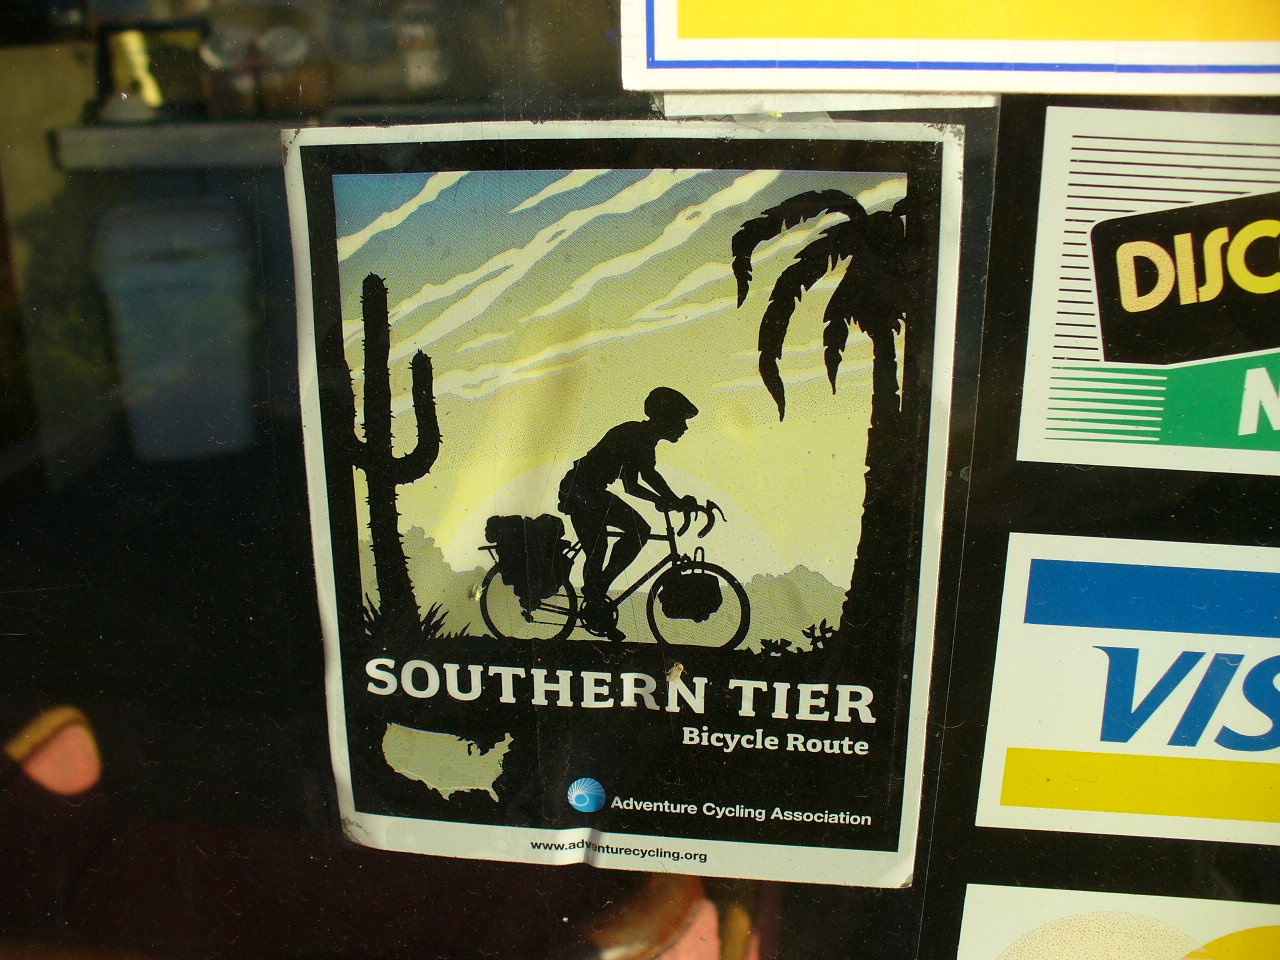 SOUTHERN TIER
Bicycle Route
Adventure Cycling Association
www.adventurecycling.org
DISC
VIS